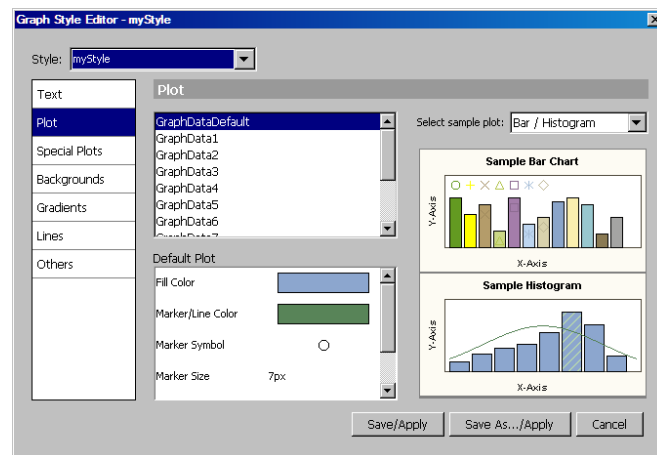 Graph Style Editor - myStyle
Style: myStyle
Text
Plot
Special Plots
Backgrounds
Gradients
Lines
Others
Plot
GraphDataDefault
GraphData1
GraphData2
GraphData3
GraphData4
GraphData5
GraphData6
GraphData7
Default Plot
Fill Color
Marker/Line Color
Marker Symbol
Marker Size 7px
Select sample plot: Bar / Histogram
Sample Bar Chart
Y-Axis
X-Axis
Sample Histogram
Y-Axis
X-Axis
Save/Apply
Save As.../Apply
Cancel